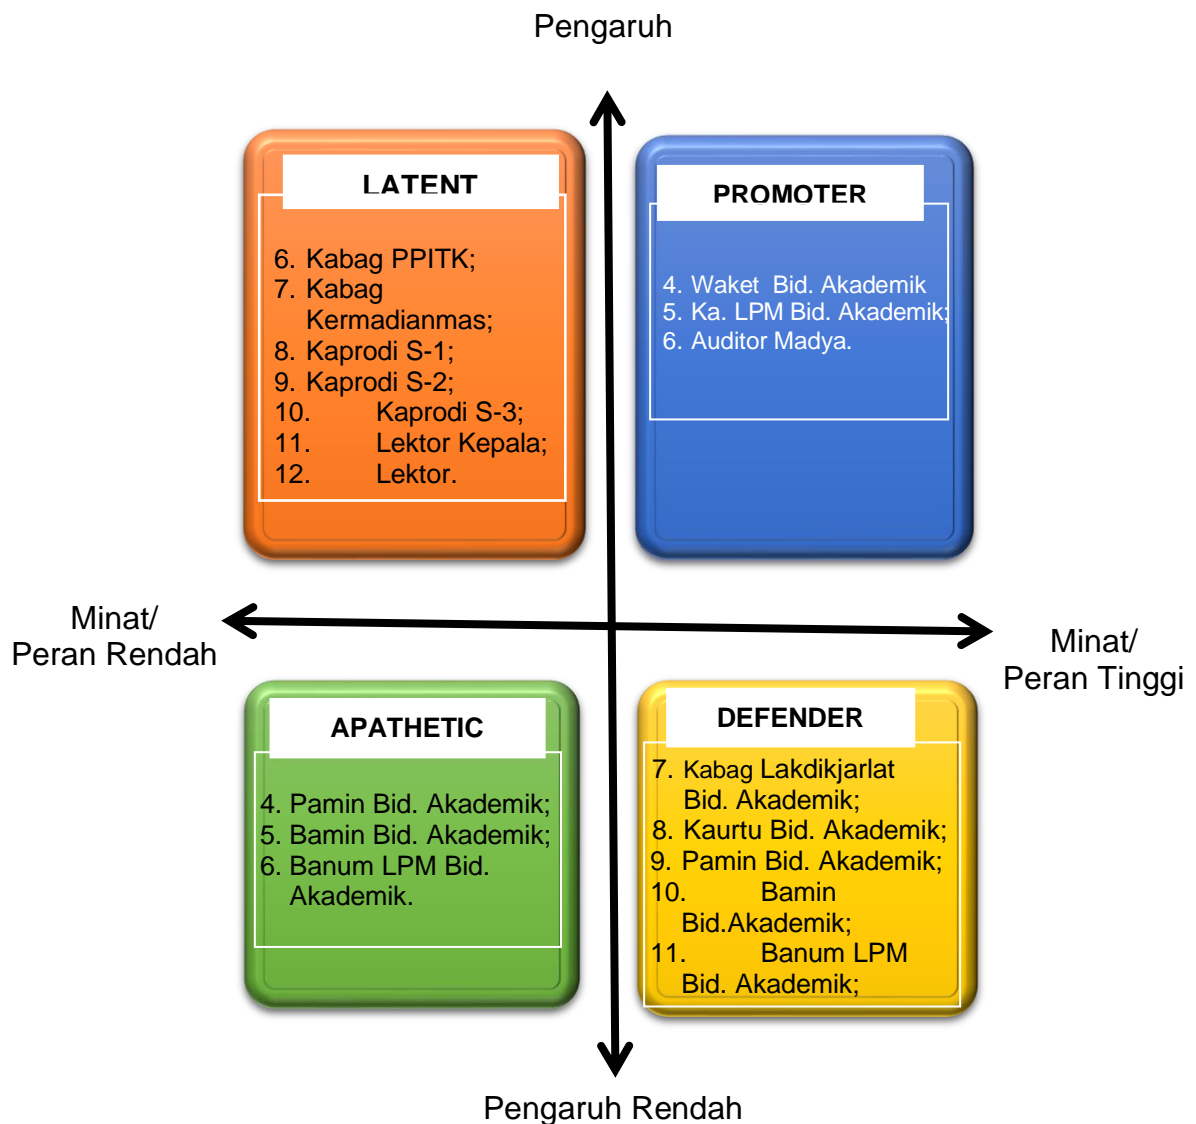 Pengaruh
LATENT
6. Kabag PPITK;
7. Kabag
Kermadianmas;
8. Kaprodi S-1;
9. Kaprodi S-2;
10. Kaprodi S-3;
11. Lektor Kepala;
12. Lektor.
PROMOTER
4. Waket Bid. Akademik
5. Ka. LPM Bid. Akademik;
6. Auditor Madya.
Minat/
Peran Rendah
Minat/
Peran Tinggi
APATHETIC
4. Pamin Bid. Akademik;
5. Bamin Bid. Akademik;
6. Banum LPM Bid.
Akademik.
DEFENDER
7. Kabag Lakdikjarlat
Bid. Akademik;
8. Kaurtu Bid. Akademik;
9. Pamin Bid. Akademik;
10. Bamin
Bid.Akademik;
11. Banum LPM
Bid. Akademik;
Pengaruh Rendah